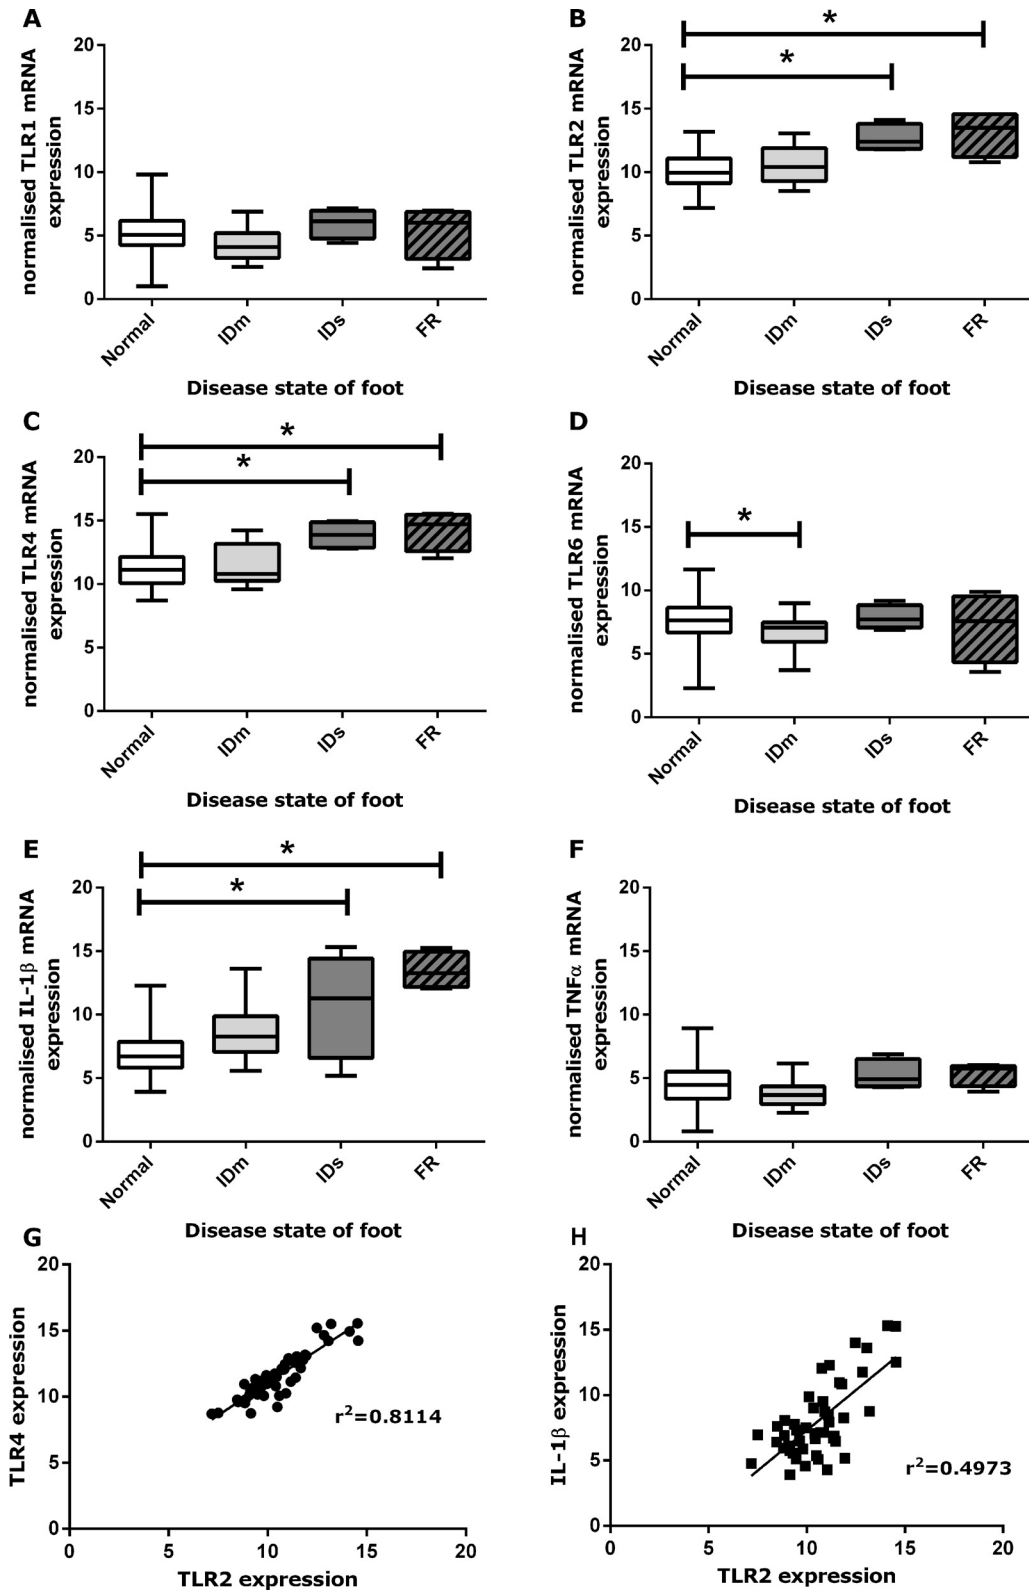 A
normalised TLR1 mRNA
expression
20
15
10
5
0
Normal
IDm
IDs
FR
Disease state of foot
B
*
*
normalised TLR2 mRNA
expression
20
15
10
5
0
Normal
IDm
IDs
FR
Disease state of foot
C
*
*
normalised TLR4 mRNA
expression
20
15
10
5
0
Normal
IDm
IDs
FR
Disease state of foot
D
*
normalised TLR6 mRNA
expression
20
15
10
5
0
Normal
IDm
IDs
FR
Disease state of foot
E
*
*
normalised IL-1β mRNA
expression
20
15
10
5
0
Normal
IDm
IDs
FR
Disease state of foot
F
normalised TNFα mRNA
expression
20
15
10
5
0
Normal
IDm
IDs
FR
Disease state of foot
G
TLR4 expression
20
15
10
5
0
r²=0.8114
0 5 10 15 20
TLR2 expression
H
IL-1β expression
20
15
10
5
0
r²=0.4973
0 5 10 15 20
TLR2 expression